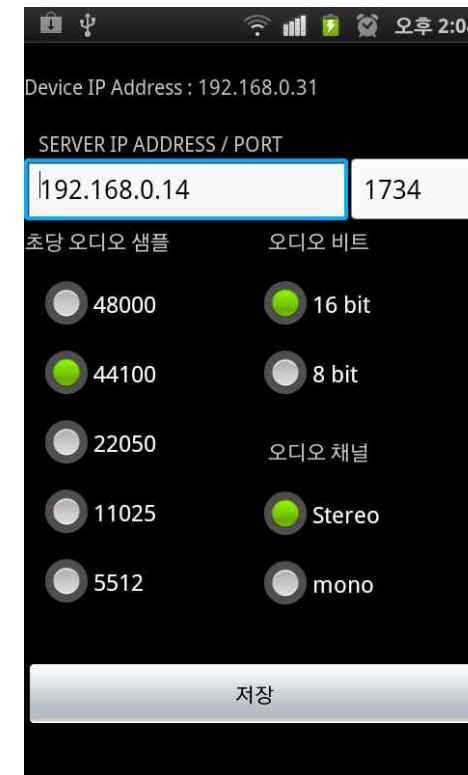 오후 2:04
Device IP Address : 192.168.0.31
SERVER IP ADDRESS / PORT
192.168.0.14 1734
초당 오디오 샘플 오디오 비트
48000 16 bit
44100 8 bit
22050
오디오 채널
11025 Stereo
5512 mono
저장